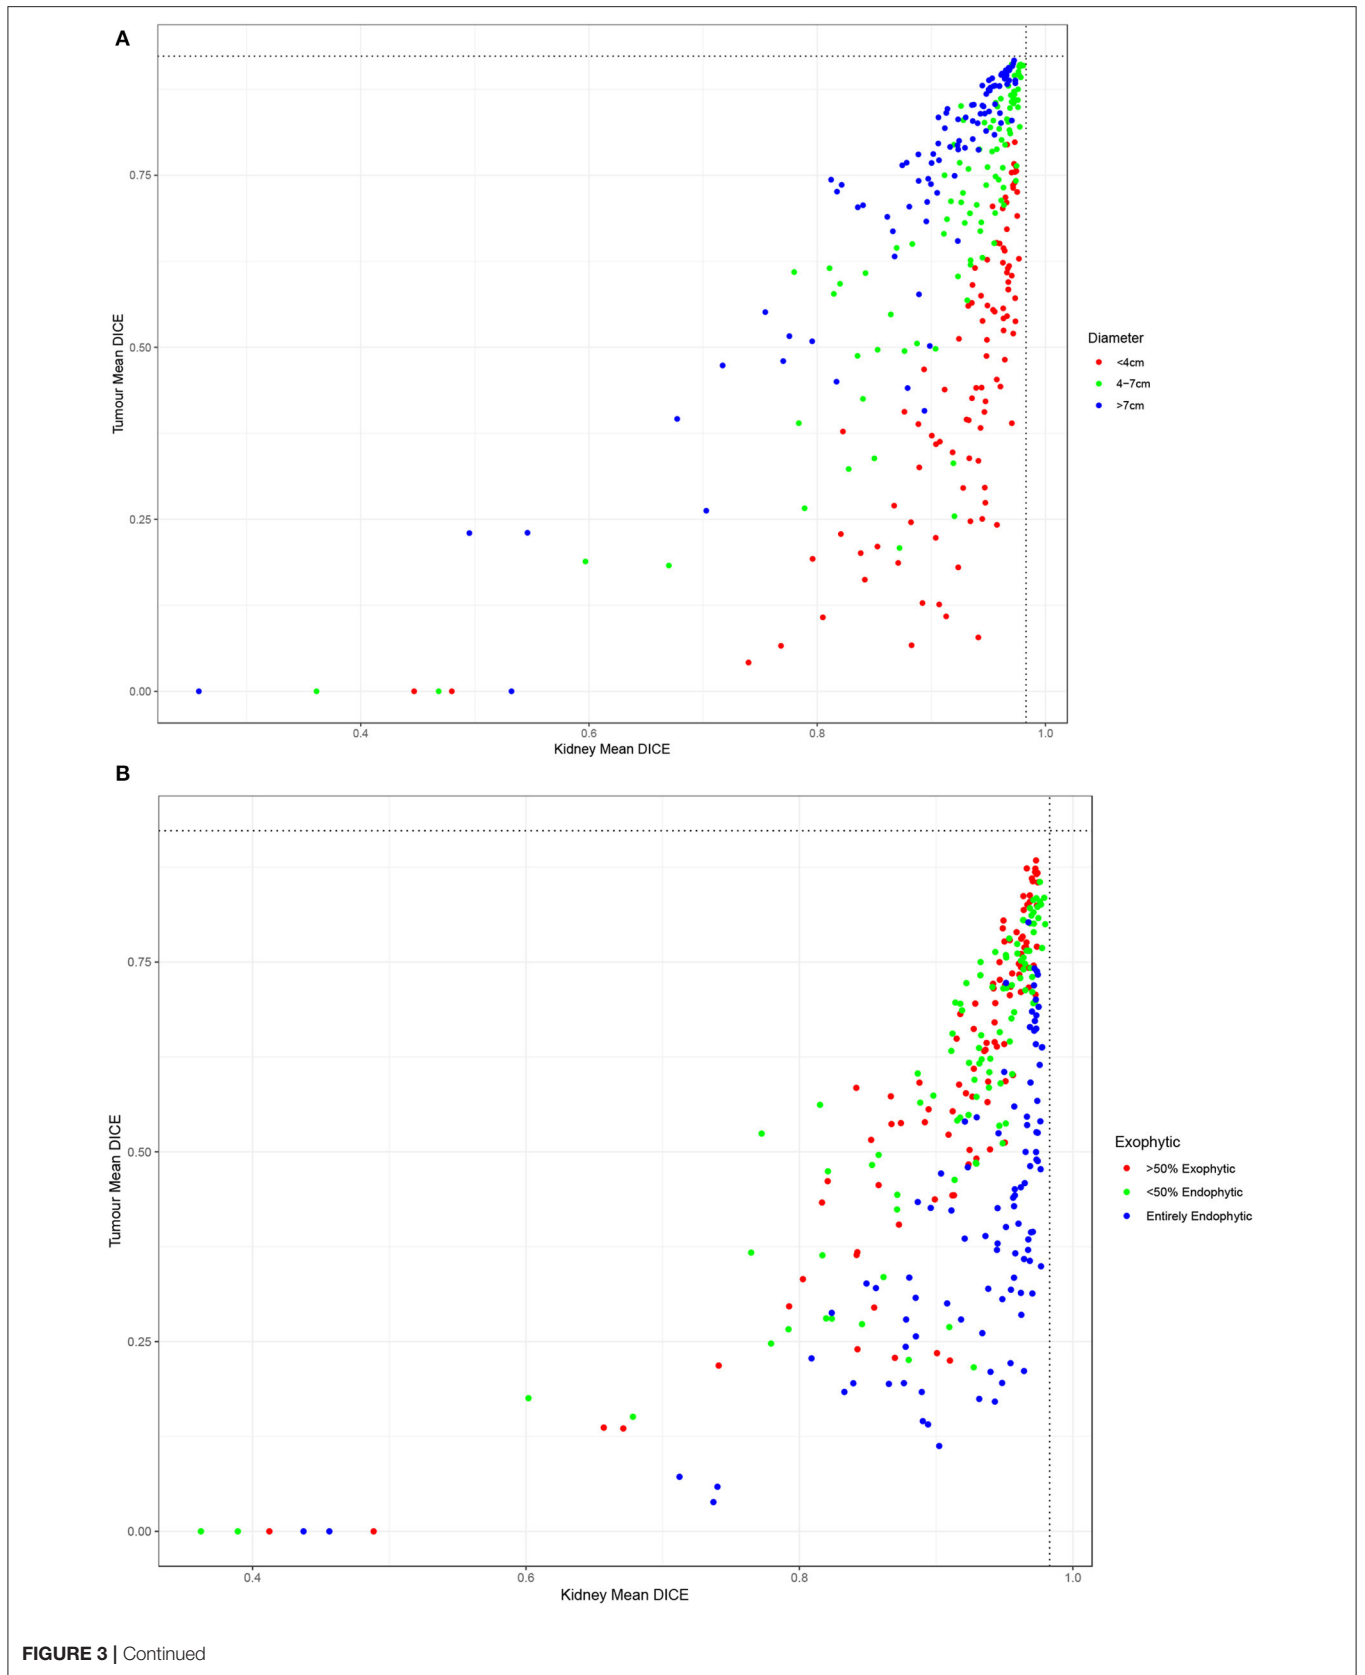 A
Tumour Mean DICE
0.75
0.50
0.25
0.00
0.4
0.6
0.8
1.0
Kidney Mean DICE
Diameter
<4cm
4−7cm
>7cm
B
Tumour Mean DICE
0.75
0.50
0.25
0.00
0.4
0.6
0.8
1.0
Kidney Mean DICE
Exophytic
>50% Exophytic
<50% Endophytic
Entirely Endophytic
FIGURE 3 | Continued